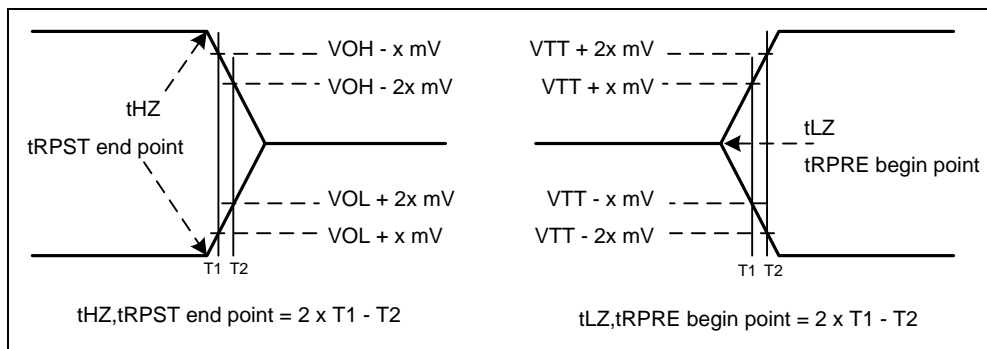 VOH - x mV
VOH - 2x mV
tHZ
tRPST end point
VOL + 2x mV
VOL + x mV
T1 T2
tHZ,tRPST end point = 2 x T1 - T2
VTT + 2x mV
VTT + x mV
tLZ
tRPRE begin point
VTT - x mV
VTT - 2x mV
T1 T2
tLZ,tRPRE begin point = 2 x T1 - T2